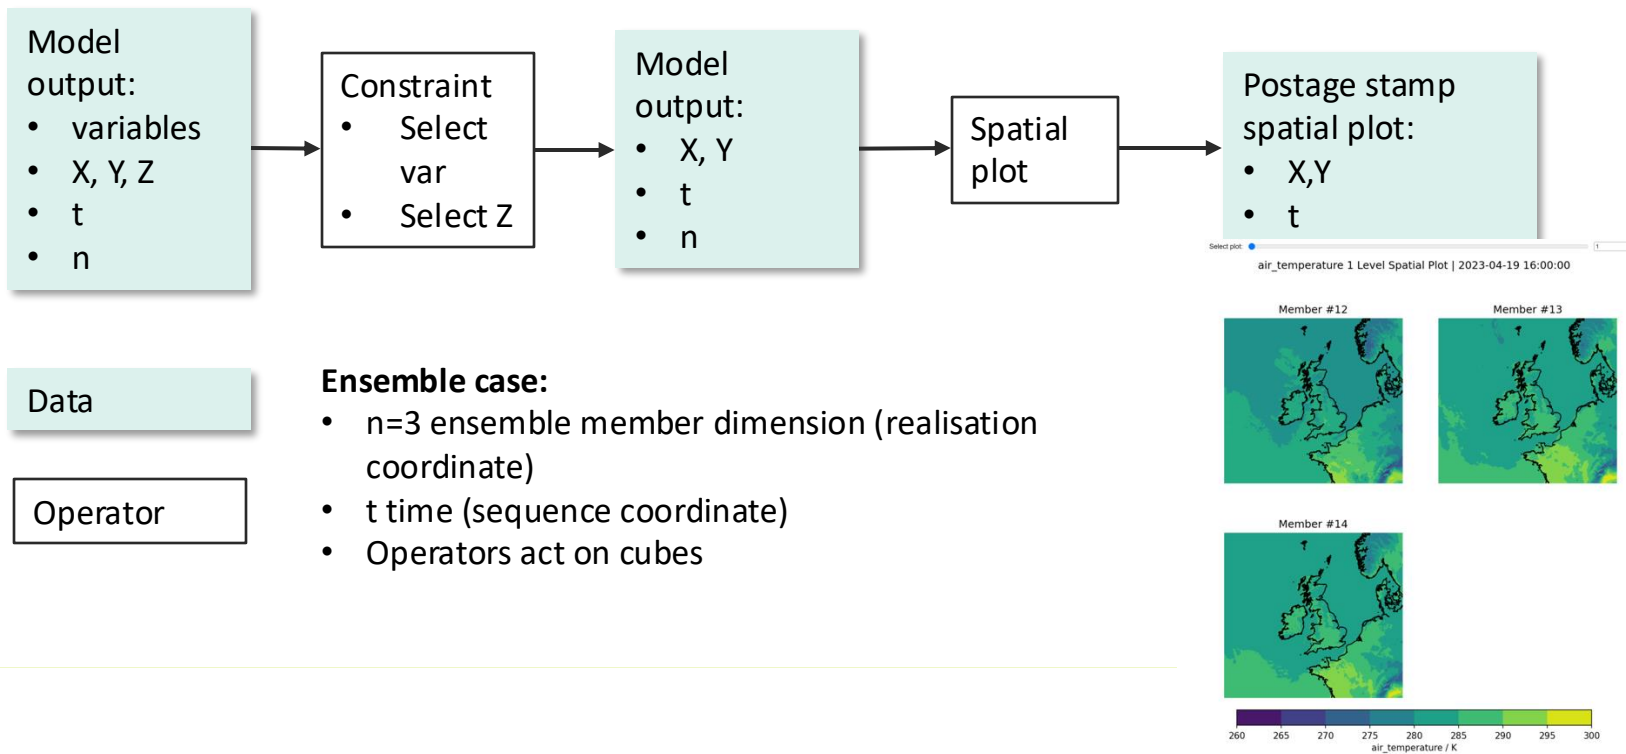 Model
output:
• variables
• X, Y, Z
• t
• n
Constraint
• Select
var
• Select Z
Model
output:
• X, Y
• t
• n
Spatial
plot
Postage stamp
spatial plot:
• X,Y
• t
Select plot: 1
air_temperature 1 Level Spatial Plot | 2023-04-19 16:00:00
Member #12
Member #13
Member #14
260 265 270 275 280 285 290 295 300
air_temperature / K
Data
Operator
Ensemble case:
• n=3 ensemble member dimension (realisation
coordinate)
• t time (sequence coordinate)
• Operators act on cubes